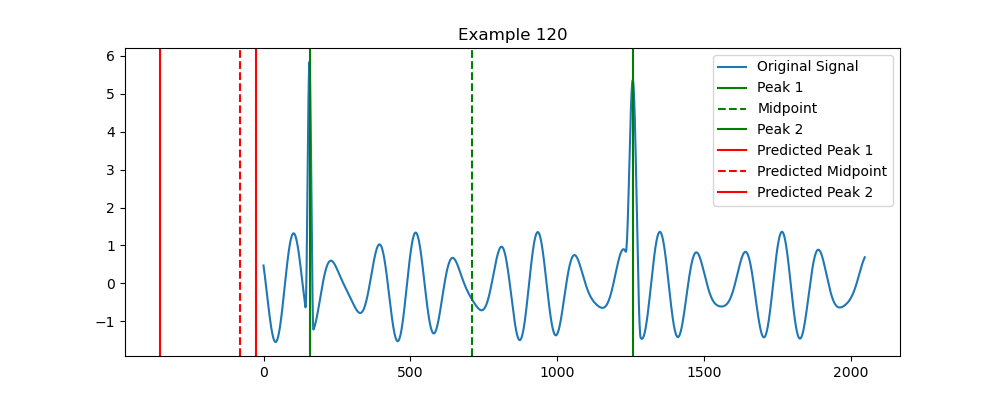 Example 120
6
5
4
3
2
1
0
−1
0
500
1000
1500
2000
Original Signal
Peak 1
Midpoint
Peak 2
Predicted Peak 1
Predicted Midpoint
Predicted Peak 2